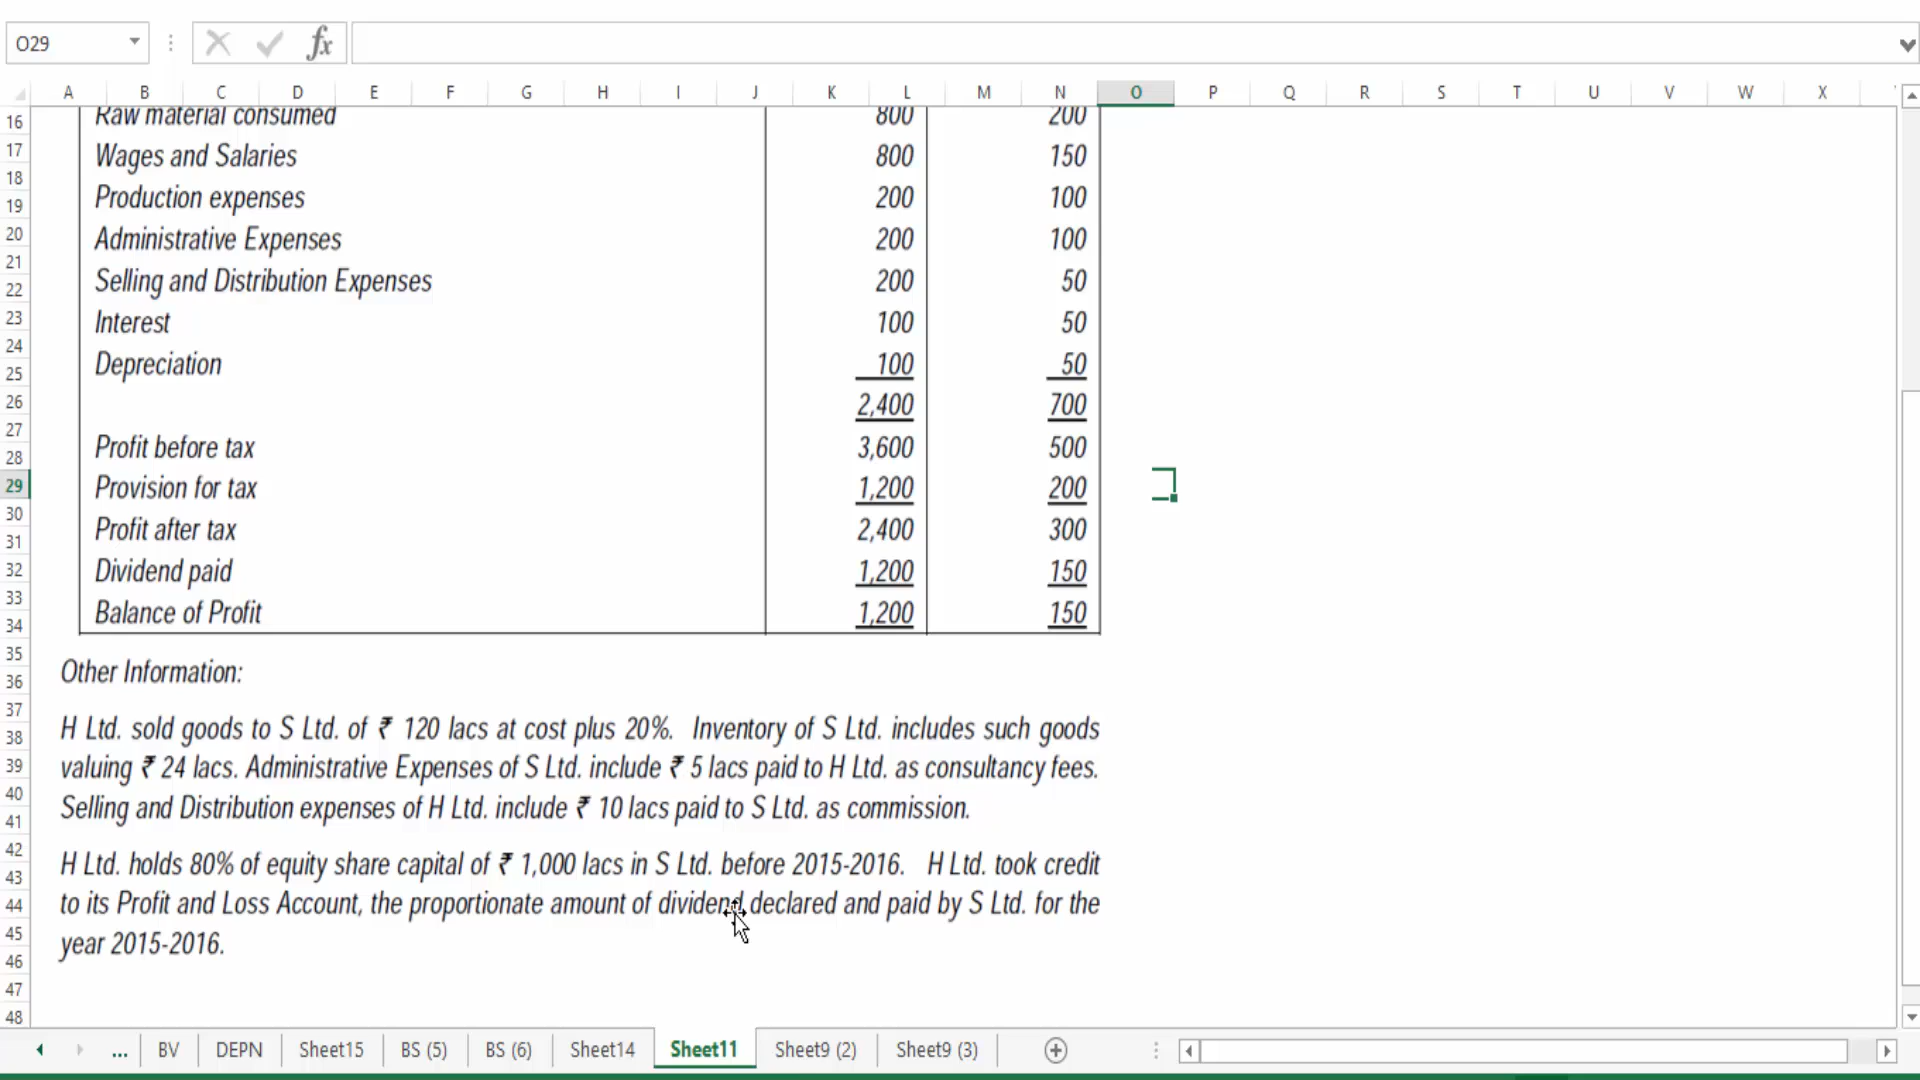 O29
fx
A B C D E F G H I J K L M N O P Q R S T U V W X
16 Raw material consumed 800 200
17 Wages and Salaries 800 150
18
19 Production expenses 200 100
20 Administrative Expenses 200 100
21
22 Selling and Distribution Expenses 200 50
23 Interest 100 50
24
25 Depreciation 100 50
26 2,400 700
27
28 Profit before tax 3,600 500
29 Provision for tax 1,200 200
30
31 Profit after tax 2,400 300
32 Dividend paid 1,200 150
33
34 Balance of Profit 1,200 150
35
36 Other Information:
37
38 H Ltd. sold goods to S Ltd. of ₹ 120 lacs at cost plus 20%. Inventory of S Ltd. includes such goods
39 valuing ₹ 24 lacs. Administrative Expenses of S Ltd. include ₹ 5 lacs paid to H Ltd. as consultancy fees.
40
41 Selling and Distribution expenses of H Ltd. include ₹ 10 lacs paid to S Ltd. as commission.
42
43 H Ltd. holds 80% of equity share capital of ₹ 1,000 lacs in S Ltd. before 2015-2016. H Ltd. took credit
44 to its Profit and Loss Account, the proportionate amount of dividend declared and paid by S Ltd. for the
45
46 year 2015-2016.
47
48
... BV DEPN Sheet15 BS (5) BS (6) Sheet14 Sheet11 Sheet9 (2) Sheet9 (3)